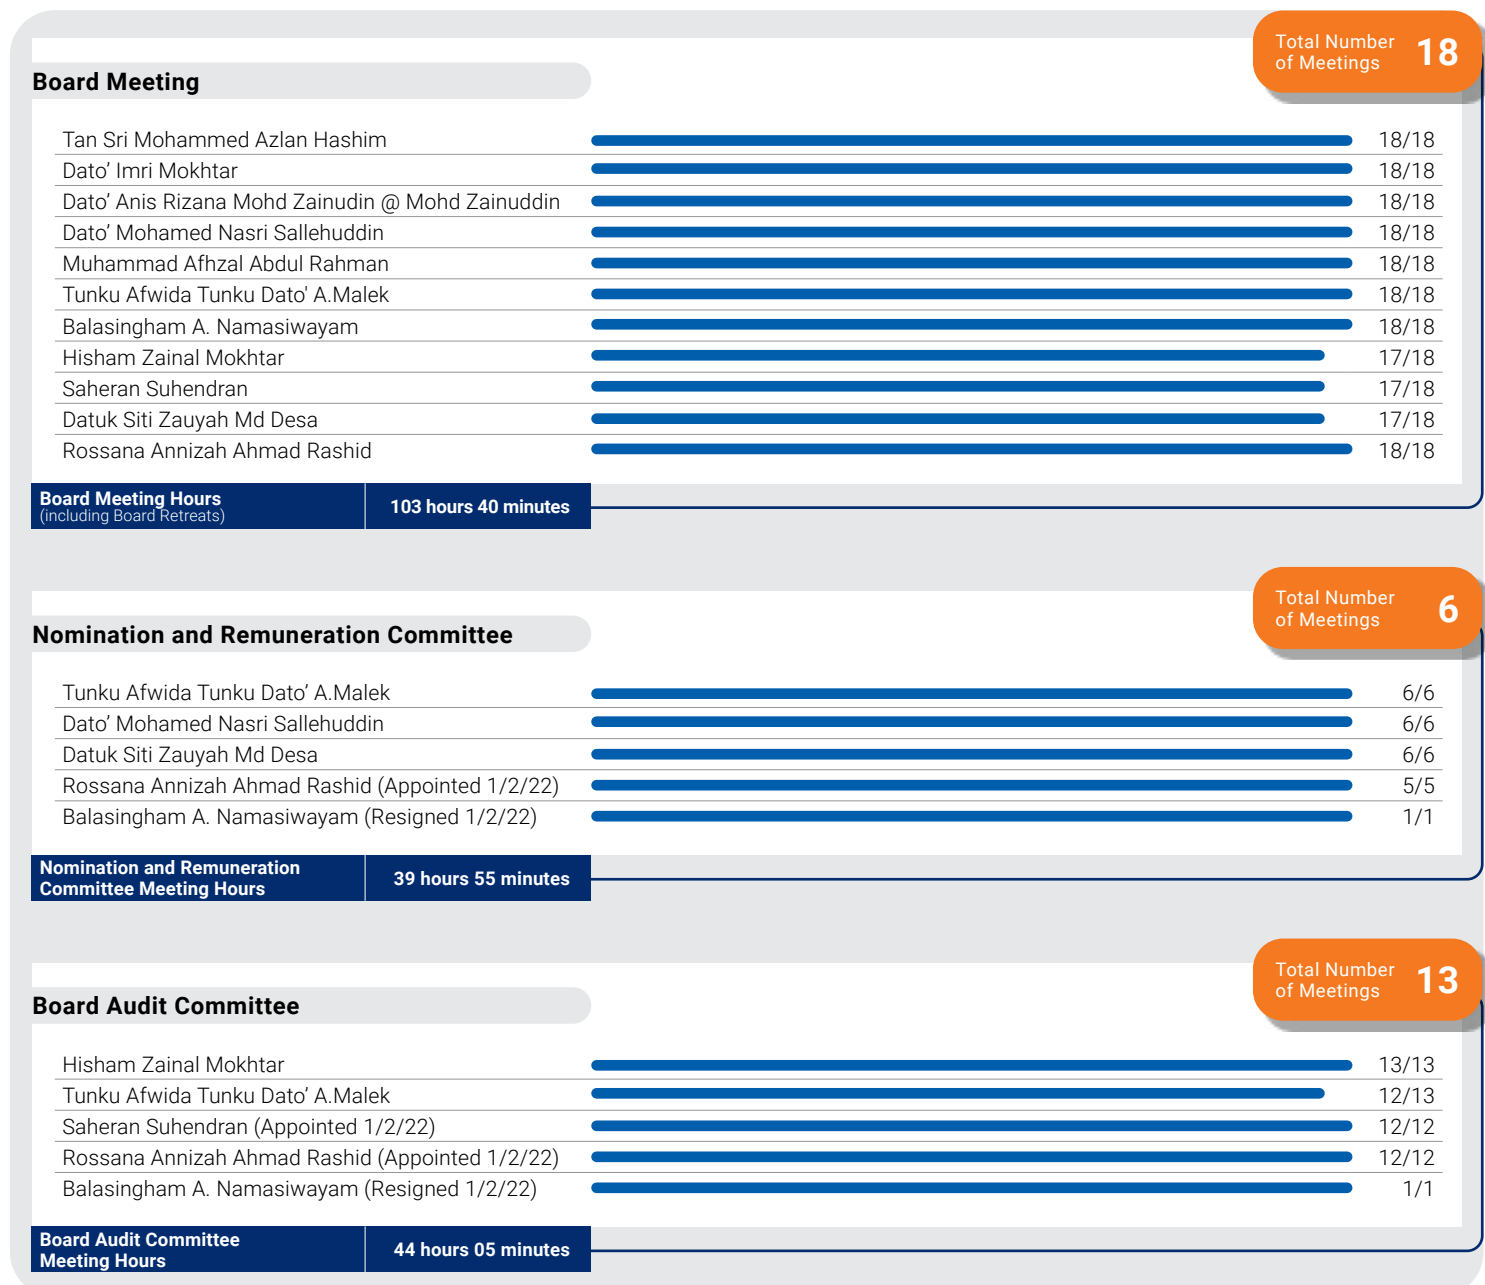 Total Number
of Meetings
18
Board Meeting
Tan Sri Mohammed Azlan Hashim 18/18
Dato’ Imri Mokhtar 18/18
Dato’ Anis Rizana Mohd Zainudin @ Mohd Zainuddin 18/18
Dato’ Mohamed Nasri Sallehuddin 18/18
Muhammad Afhzal Abdul Rahman 18/18
Tunku Afwida Tunku Dato' A.Malek 18/18
Balasingham A. Namasiwayam 18/18
Hisham Zainal Mokhtar 17/18
Saheran Suhendran 17/18
Datuk Siti Zauyah Md Desa 17/18
Rossana Annizah Ahmad Rashid 18/18
Board Meeting Hours
(including Board Retreats)
103 hours 40 minutes
Total Number
of Meetings
6
Nomination and Remuneration Committee
Tunku Afwida Tunku Dato’ A.Malek 6/6
Dato’ Mohamed Nasri Sallehuddin 6/6
Datuk Siti Zauyah Md Desa 6/6
Rossana Annizah Ahmad Rashid (Appointed 1/2/22) 5/5
Balasingham A. Namasiwayam (Resigned 1/2/22) 1/1
Nomination and Remuneration
Committee Meeting Hours
39 hours 55 minutes
Total Number
of Meetings
13
Board Audit Committee
Hisham Zainal Mokhtar 13/13
Tunku Afwida Tunku Dato’ A.Malek 12/13
Saheran Suhendran (Appointed 1/2/22) 12/12
Rossana Annizah Ahmad Rashid (Appointed 1/2/22) 12/12
Balasingham A. Namasiwayam (Resigned 1/2/22) 1/1
Board Audit Committee
Meeting Hours
44 hours 05 minutes